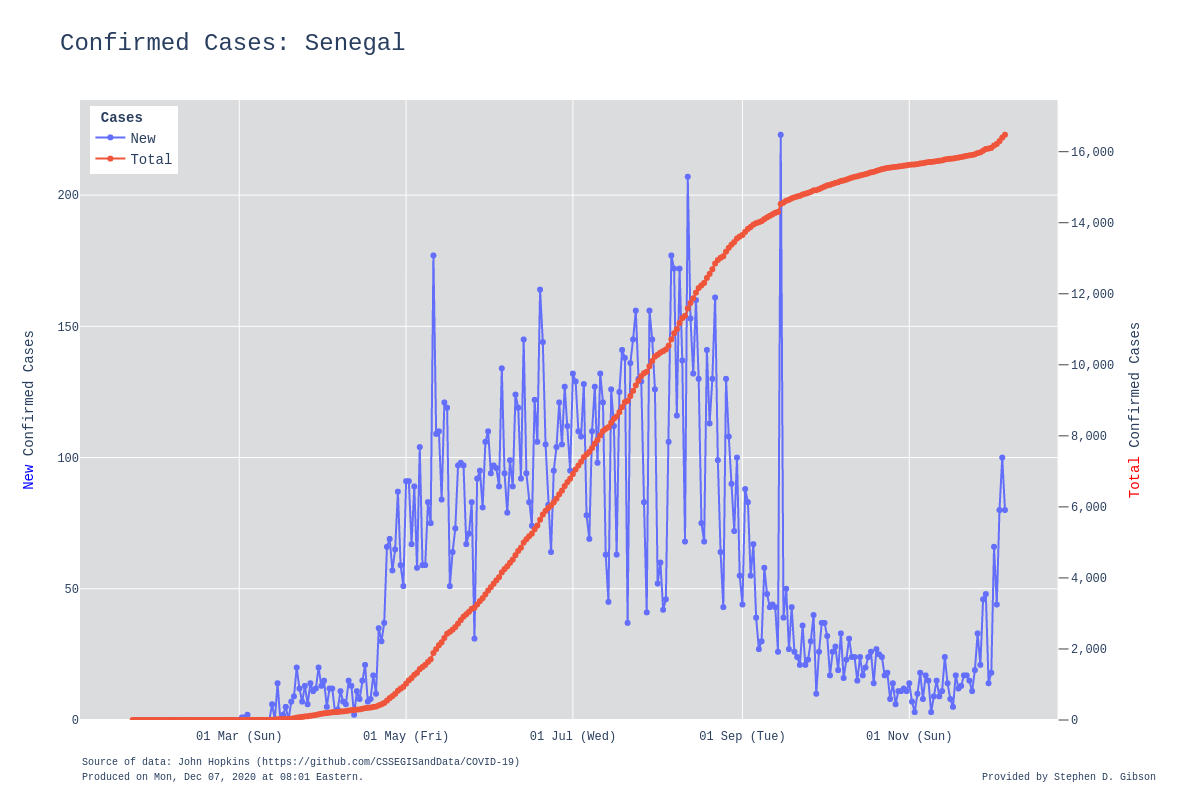 Confirmed Cases: Senegal
Cases
New
Total
200
150
100
50
0
16,000
14,000
12,000
10,000
8,000
6,000
4,000
2,000
0
New Confirmed Cases
Total Confirmed Cases
01 Mar (Sun)
01 May (Fri)
01 Jul (Wed)
01 Sep (Tue)
01 Nov (Sun)
Source of data: John Hopkins (https://github.com/CSSEGISandData/COVID-19)
Produced on Mon, Dec 07, 2020 at 08:01 Eastern.
Provided by Stephen D. Gibson